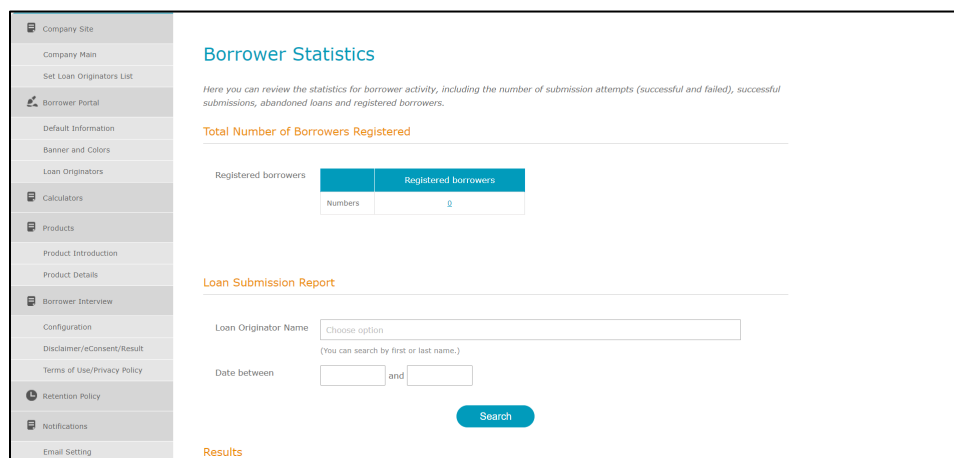 Company Site
Company Main
Set Loan Originators List
Borrower Portal
Default Information
Banner and Colors
Loan Originators
Calculators
Products
Product Introduction
Product Details
Borrower Interview
Configuration
Disclaimer/eConsent/Result
Terms of Use/Privacy Policy
Retention Policy
Notifications
Email Setting
Borrower Statistics
Here you can review the statistics for borrower activity, including the number of submission attempts (successful and failed), successful
submissions, abandoned loans and registered borrowers.
Total Number of Borrowers Registered
Registered borrowers
Registered borrowers
Numbers 0
Loan Submission Report
Loan Originator Name Choose option
(You can search by first or last name.)
Date between and
Search
Results